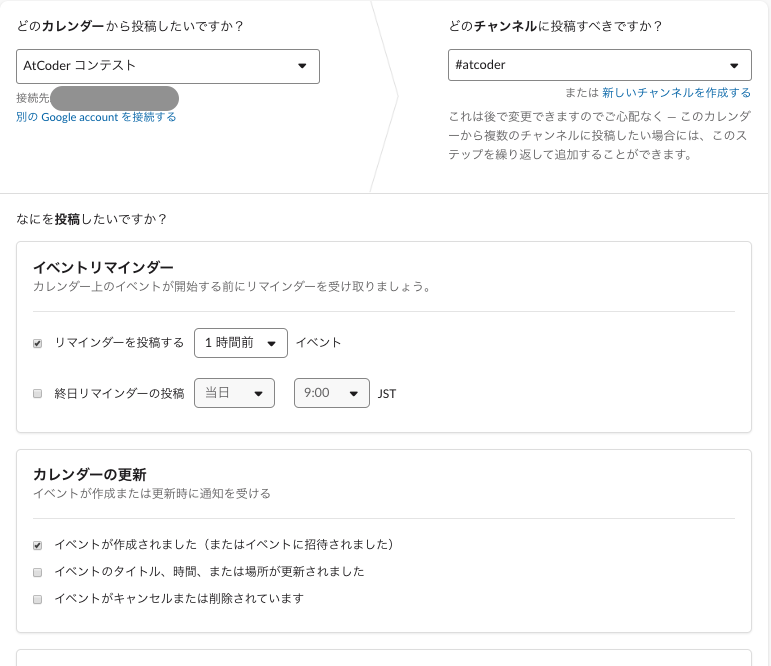 どのカレンダーから投稿したいですか？
AtCoder コンテスト
接続先
別の Google account を接続する
どのチャンネルに投稿すべきですか？
#atcoder
または 新しいチャンネルを作成する
これは後で変更できますのでご心配なく — このカレンダ
ーから複数のチャンネルに投稿したい場合には、このス
テップを繰り返して追加することができます。
なにを投稿したいですか？
イベントリマインダー
カレンダー上のイベントが開始する前にリマインダーを受け取りましょう。
リマインダーを投稿する 1 時間前 イベント
終日リマインダーの投稿 当日 9:00 JST
カレンダーの更新
イベントが作成または更新時に通知を受ける
イベントが作成されました（またはイベントに招待されました）
イベントのタイトル、時間、または場所が更新されました
イベントがキャンセルまたは削除されています